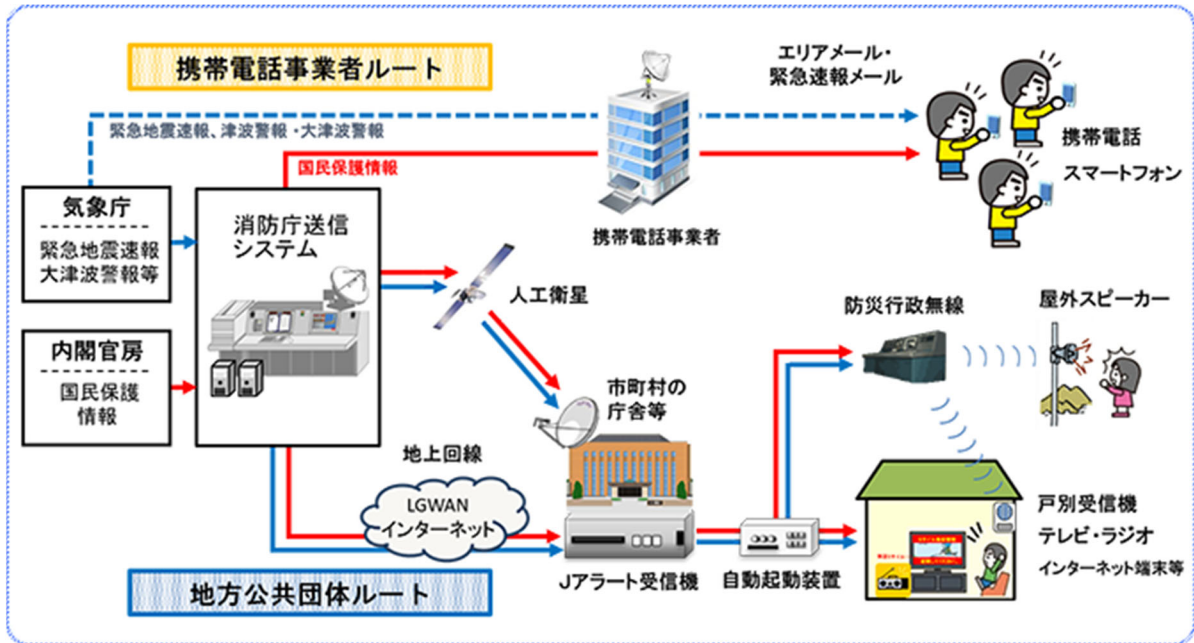 携帯電話事業者ルート
エリアメール・
緊急速報メール
緊急地震速報、津波警報・大津波警報
国民保護情報
携帯電話
スマートフォン
携帯電話事業者
気象庁
緊急地震速報
大津波警報等
消防庁送信
システム
人工衛星
内閣官房
国民保護
情報
防災行政無線
屋外スピーカー
市町村の
庁舎等
地上回線
LGWAN
インターネット
Jアラート受信機
自動起動装置
戸別受信機
テレビ・ラジオ
インターネット端末等
地方公共団体ルート